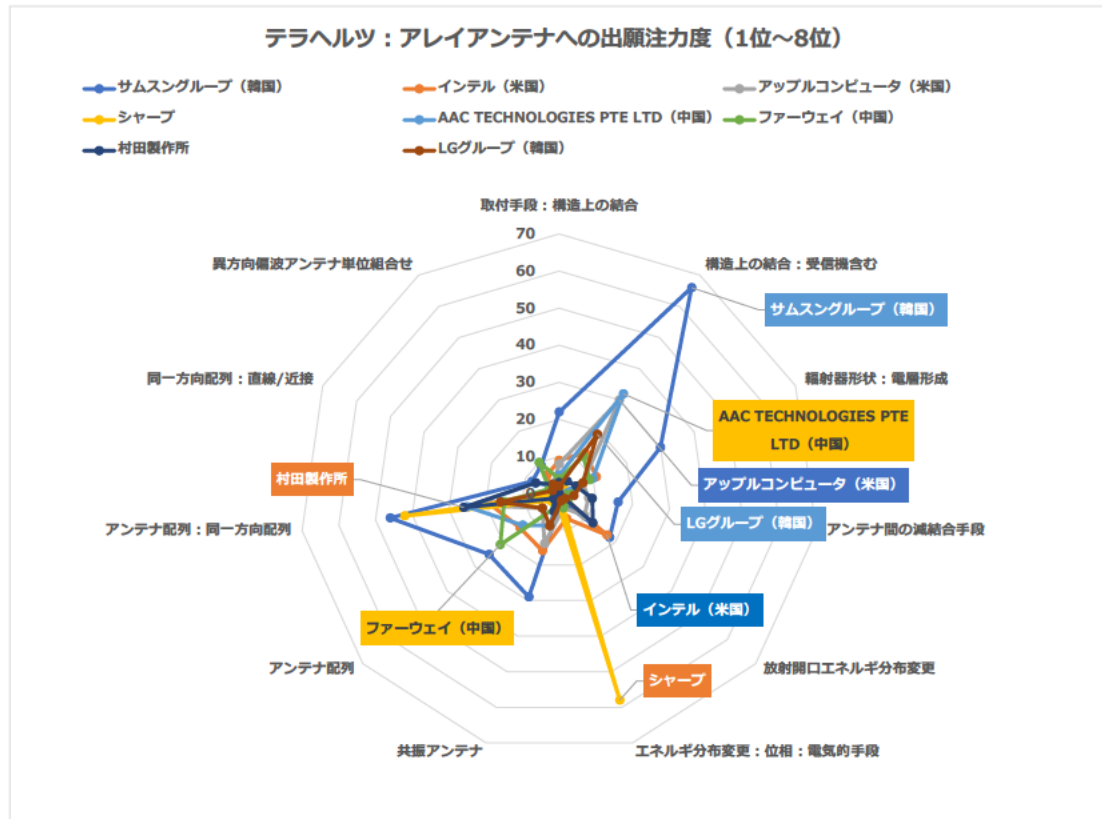 テラヘルツ：アレイアンテナへの出願注力度（1位～8位）
サムスングループ（韓国）
インテル（米国）
アップルコンピュータ（米国）
シャープ
AAC TECHNOLOGIES PTE LTD（中国）
ファーウェイ（中国）
村田製作所
LGグループ（韓国）
取付手段：構造上の結合
70
異方向偏波アンテナ単位組合せ
60
構造上の結合：受信機含む
50
サムスングループ（韓国）
40
同一方向配列：直線/近接
30
輻射器形状：電層形成
20
AAC TECHNOLOGIES PTE
LTD（中国）
10
村田製作所
0
アップルコンピュータ（米国）
アンテナ配列：同一方向配列
LGグループ（韓国）
アンテナ間の減結合手段
インテル（米国）
ファーウェイ（中国）
アンテナ配列
シャープ
放射開口エネルギ分布変更
共振アンテナ
エネルギ分布変更：位相：電気的手段